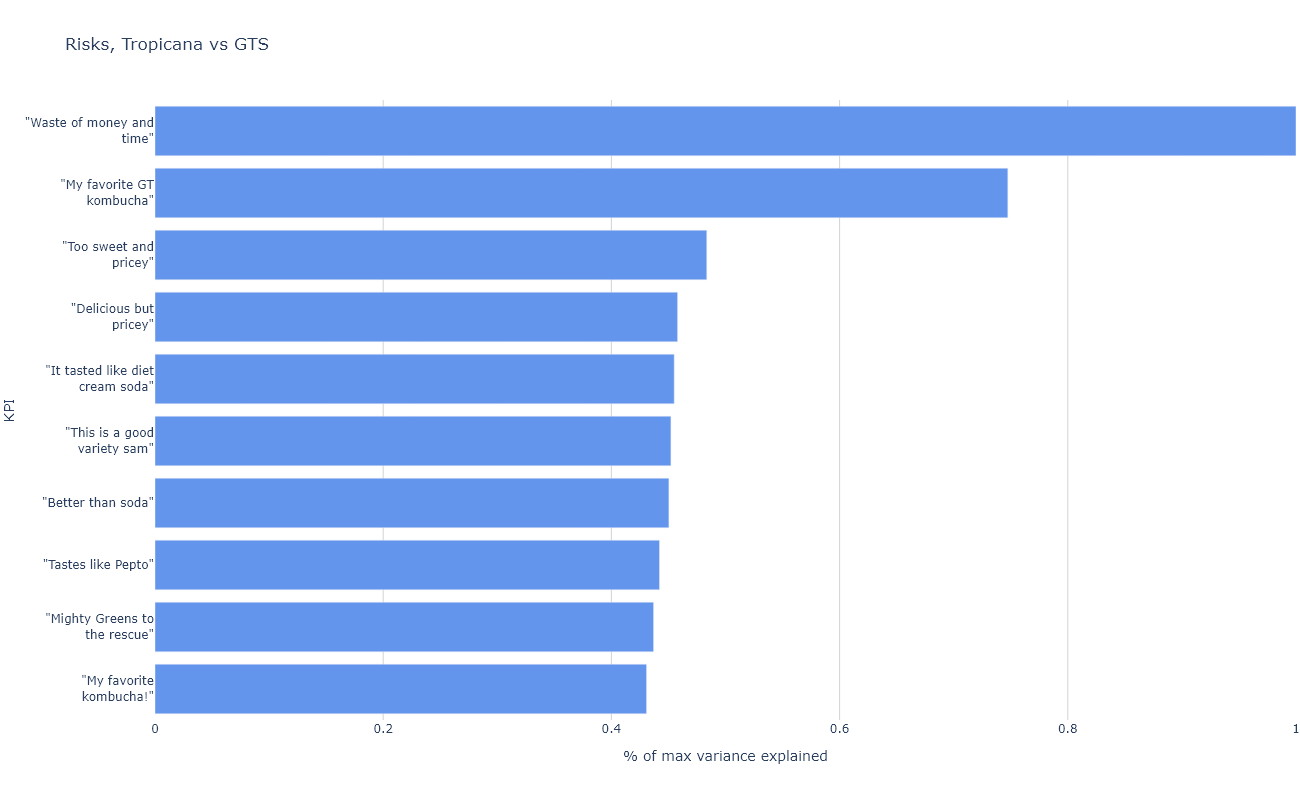 Risks, Tropicana vs GTS
"Waste of money and
time"
"My favorite GT
kombucha"
"Too sweet and
pricey"
"Delicious but
pricey"
"It tasted like diet
cream soda"
"This is a good
variety sam"
"Better than soda"
"Tastes like Pepto"
"Mighty Greens to
the rescue"
"My favorite
kombucha!"
KPI
0 0.2 0.4 0.6 0.8 1
% of max variance explained